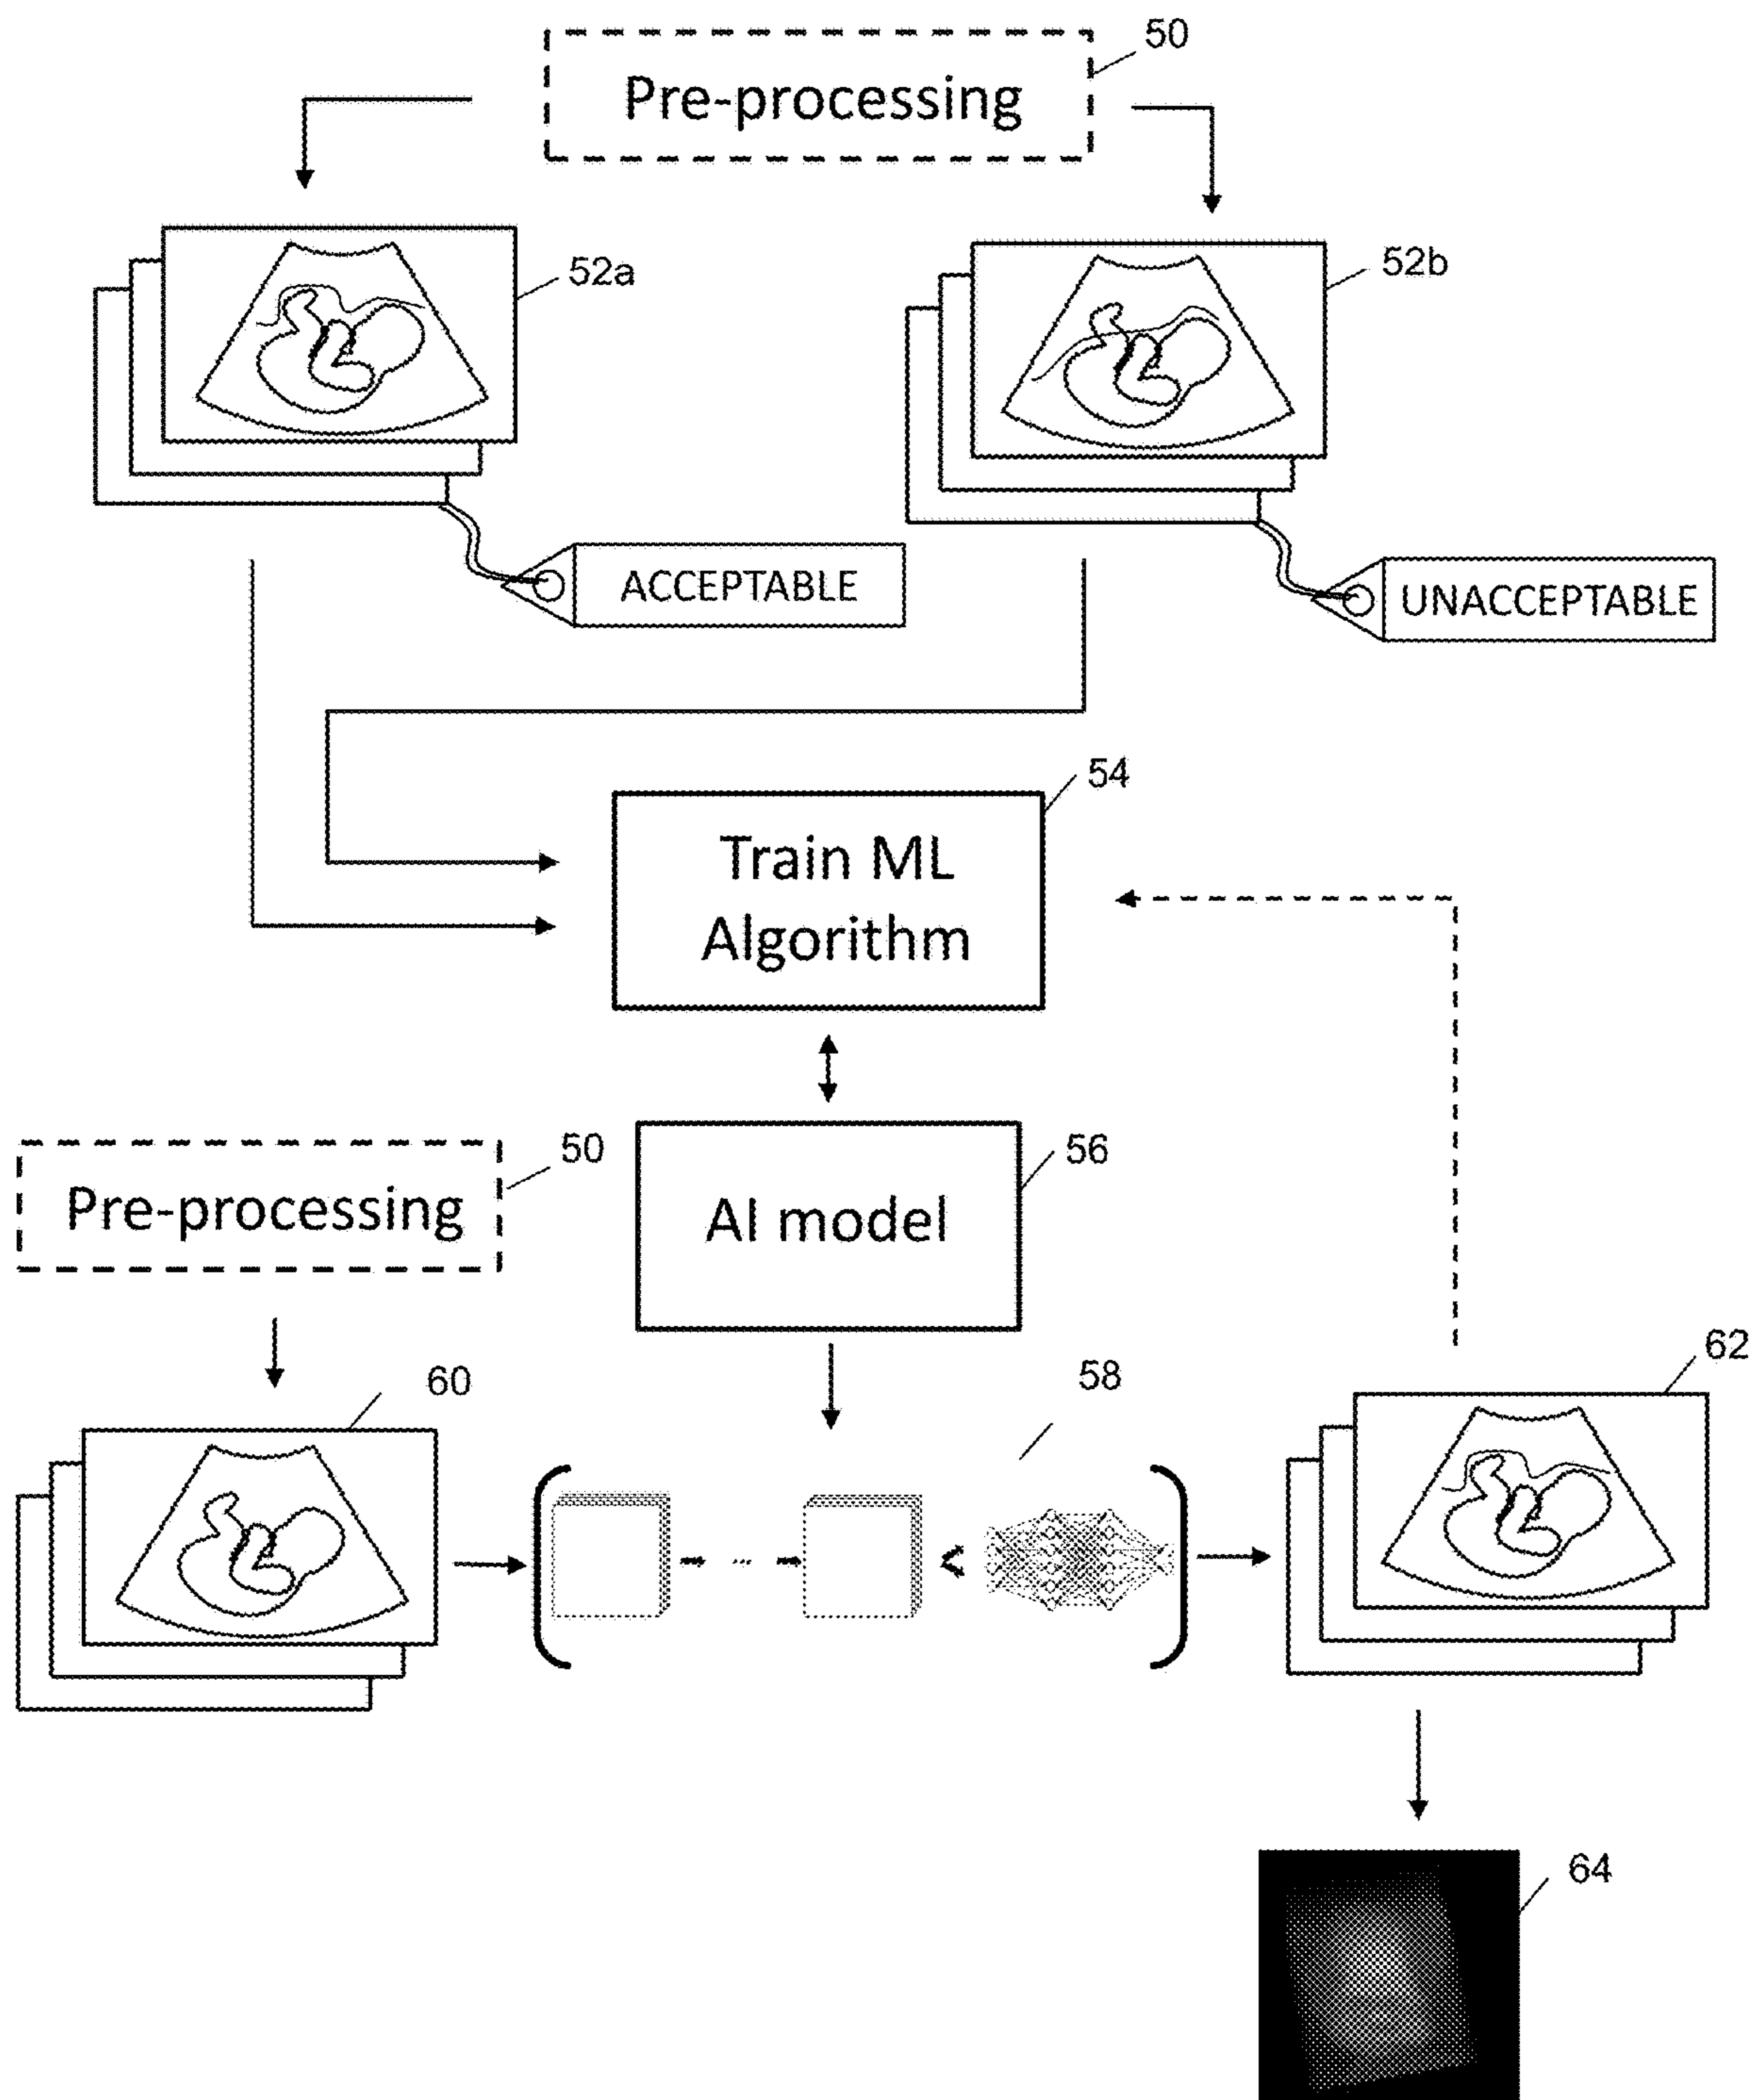 50
Pre-processing
52a
52b
ACCEPTABLE
UNACCEPTABLE
54
Train ML
Algorithm
50
Pre-processing
56
AI model
60
58
62
...
64